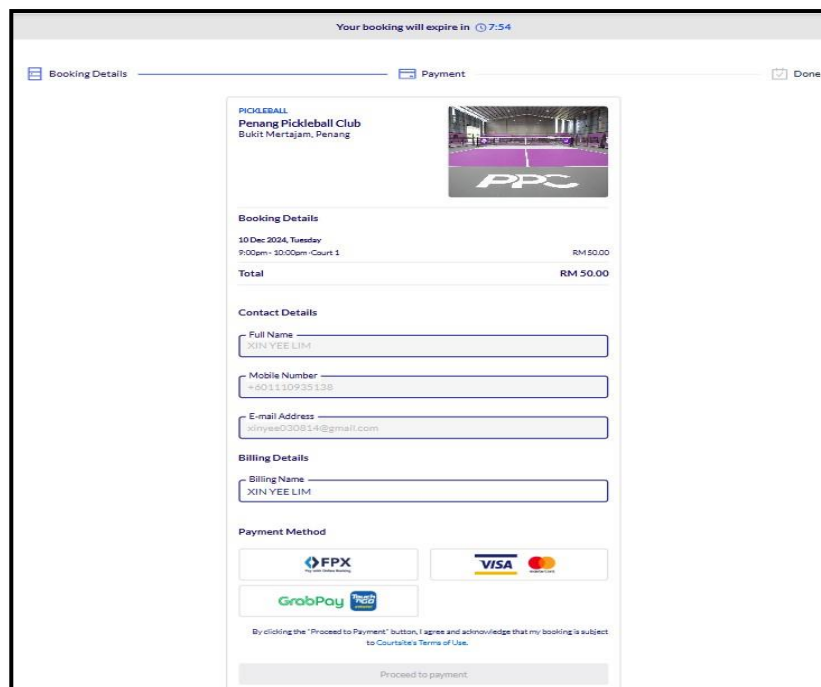 Your booking will expire in 7:54
Booking Details
Payment
Done
PICKLEBALL
Penang Pickleball Club
Bukit Mertajam, Penang
PPC
Booking Details
10 Dec 2024, Tuesday
9:00pm - 10:00pm · Court 1 RM 50.00
Total RM 50.00
Contact Details
Full Name
XIN YEE LIM
Mobile Number
+601110935138
E-mail Address
xinyee030814@gmail.com
Billing Details
Billing Name
XIN YEE LIM
Payment Method
FPX
VISA
GrabPay Touch 'n GO
By clicking the "Proceed to Payment" button, I agree and acknowledge that my booking is subject
to Courtsite's Terms of Use.
Proceed to payment